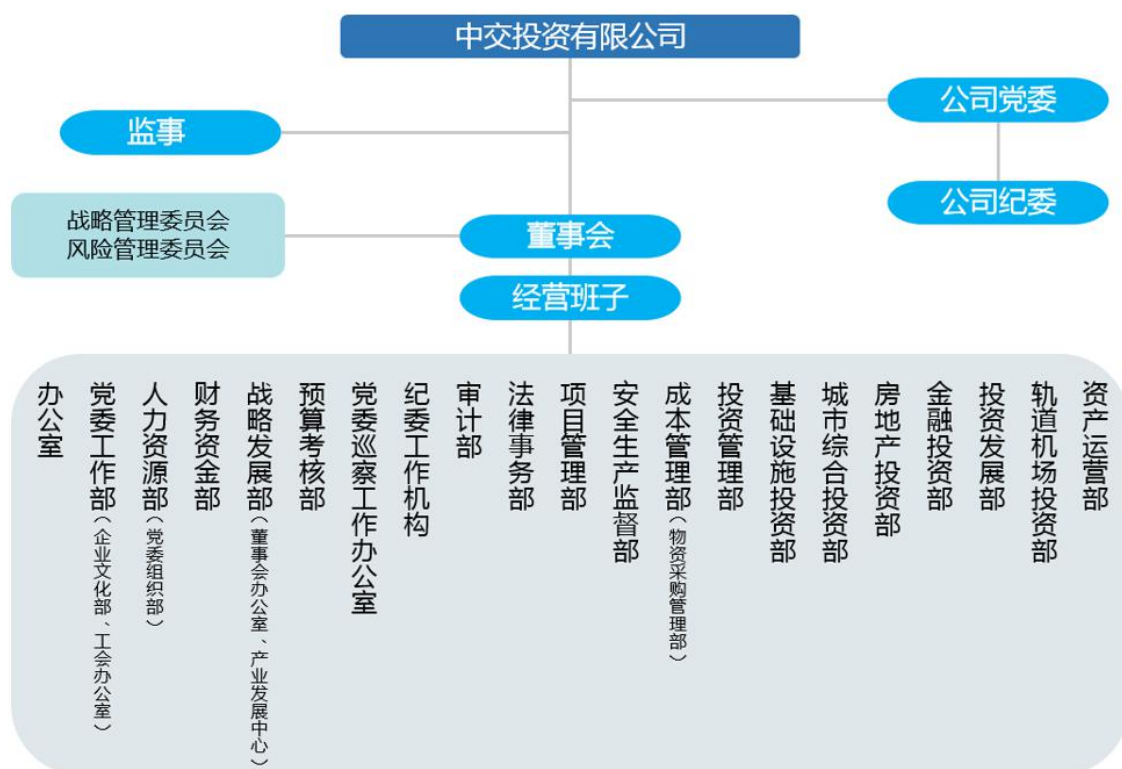 中交投资有限公司
公司党委
监事
公司纪委
战略管理委员会
风险管理委员会
董事会
经营班子
办公室
党委工作部（企业文化部、工会办公室）
人力资源部（党委组织部）
财务资金部
战略发展部（董事会办公室、产业发展中心）
预算考核部
党委巡察工作办公室
纪委工作机构
审计部
法律事务部
项目管理部
安全生产监督部
成本管理部（物资采购管理部）
投资管理部
基础设施投资部
城市综合投资部
房地产投资部
金融投资部
投资发展部
轨道机场投资部
资产运营部